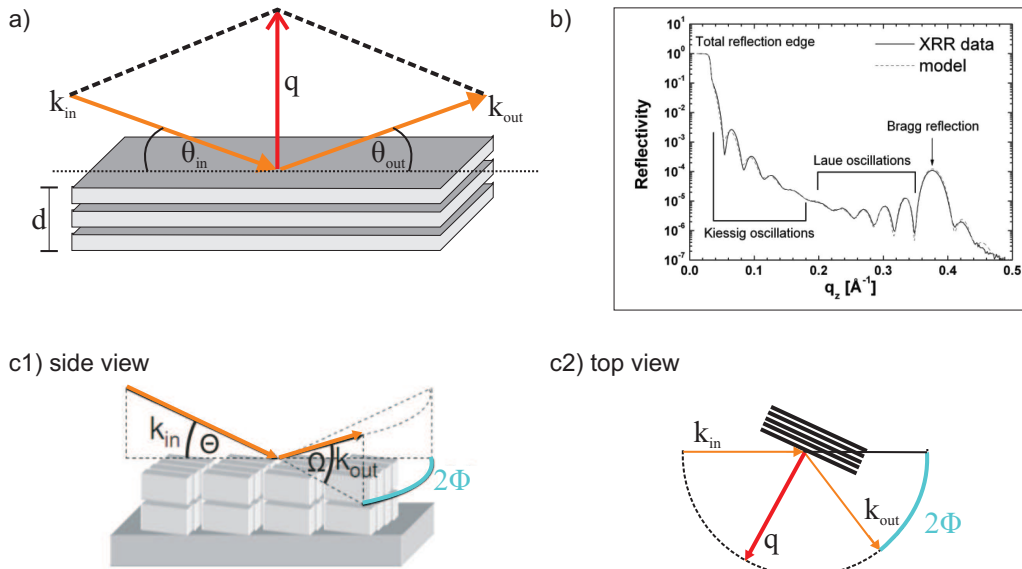 a)
q
k_in
k_out
θ_in
θ_out
d
b)
Total reflection edge
XRR data
model
Bragg reflection
Laue oscillations
Kiessig oscillations
Reflectivity
10^1
10^0
10^-1
10^-2
10^-3
10^-4
10^-5
10^-6
10^-7
0.0 0.1 0.2 0.3 0.4 0.5
q_z [Å^-1]
c1) side view
k_in
Θ
Ω
k_out
2Φ
c2) top view
k_in
k_out
2Φ
q